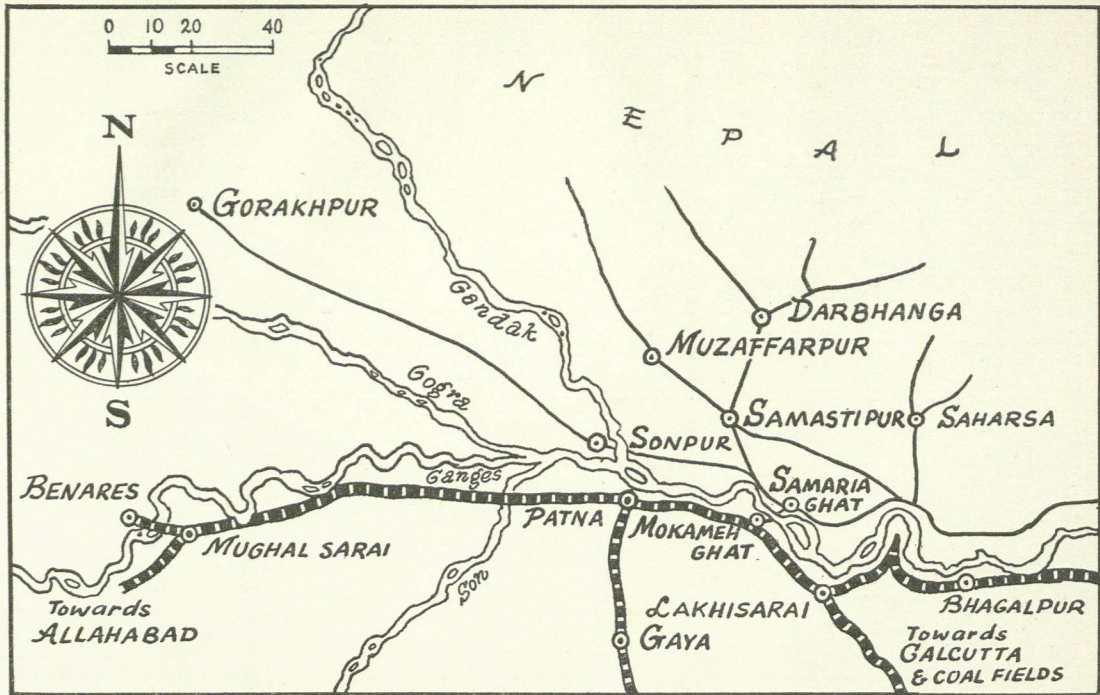 0 10 20 40
SCALE
N
S
N E P A L
GORAKHPUR
Gandak
DARBHANGA
MUZAFFARPUR
Gogra
SAMASTIPUR
SAHARSA
SONPUR
Ganges
BENARES
SAMARIA
GHAT
PATNA
MOKAMEH
GHAT
MUGHAL SARAI
Son
Towards
ALLAHABAD
LAKHISARAI
GAYA
BHAGALPUR
Towards
CALCUTTA
& COAL FIELDS